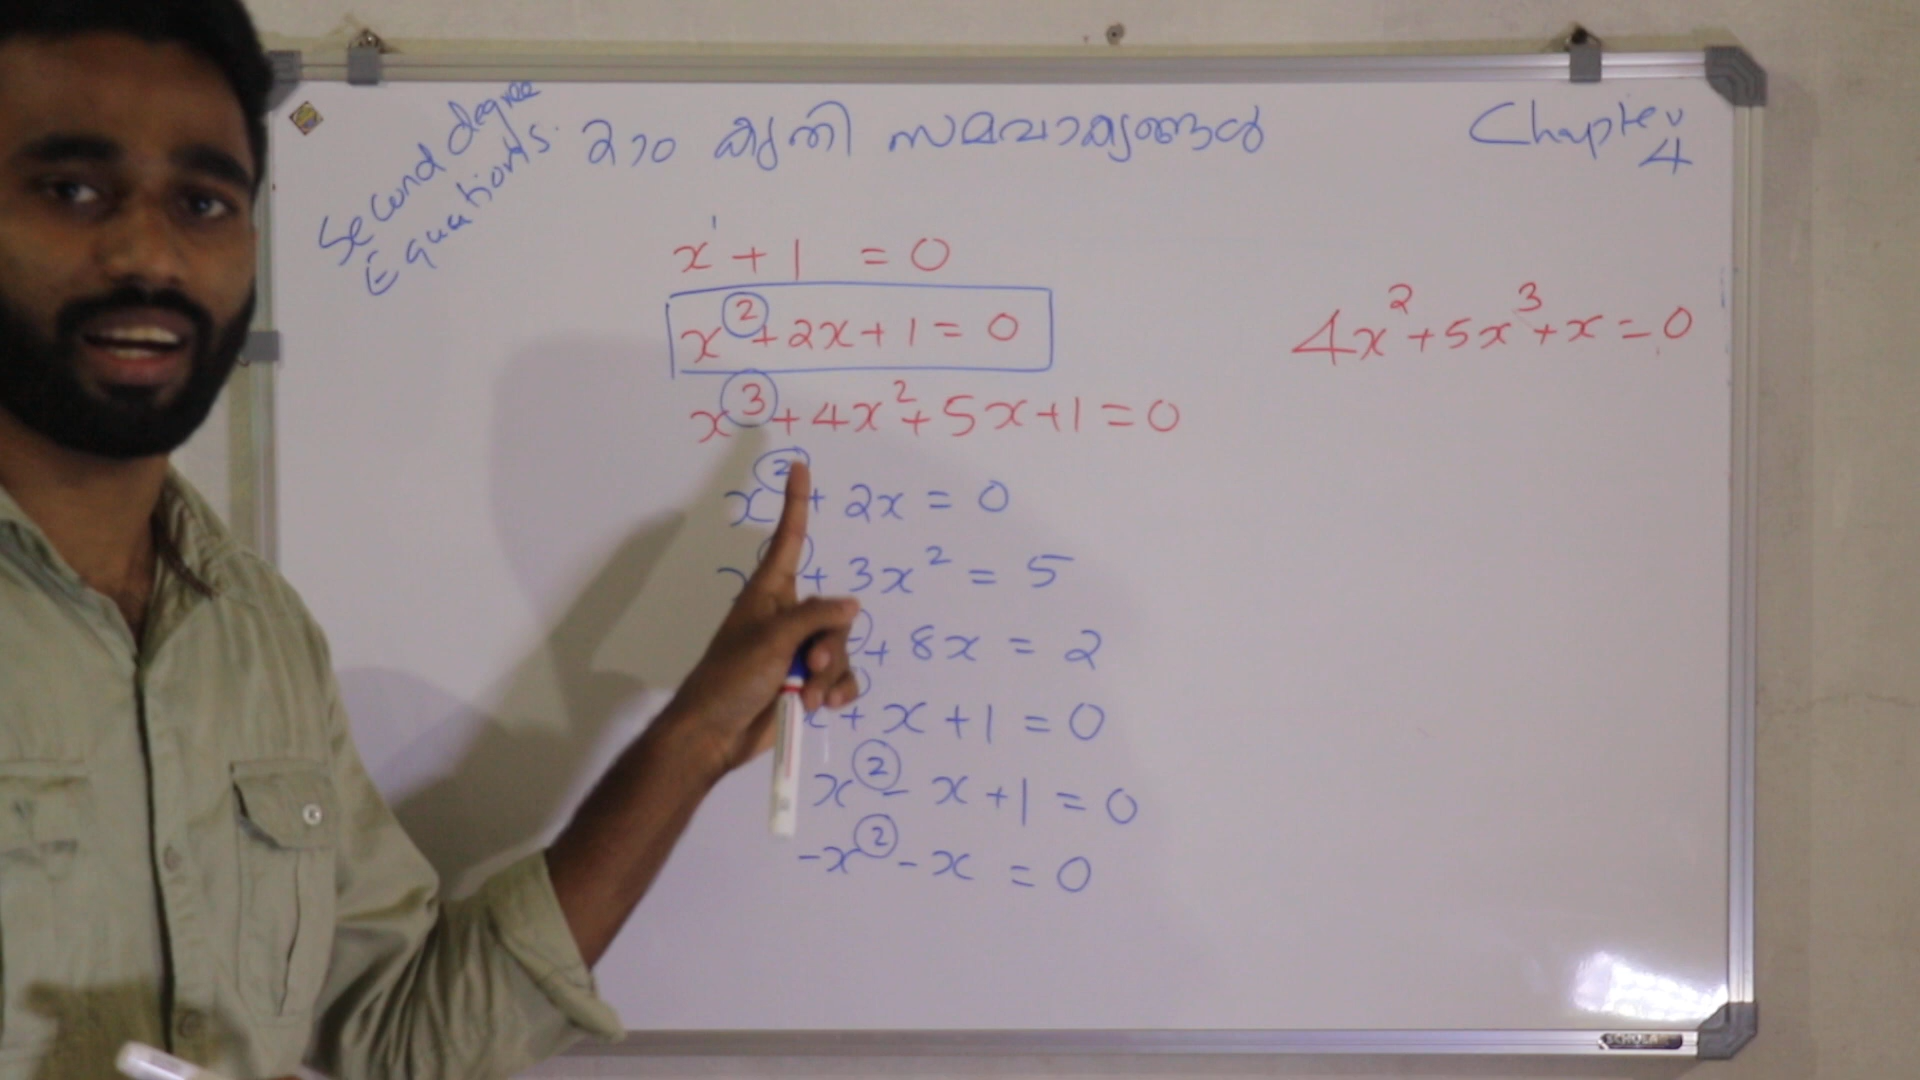 Second degree
Equations.
2ാം കൃതി സമവാക്യങ്ങൾ
Chapter
4
x¹ + 1 = 0
x² + 2x + 1 = 0
4x² + 5x³ + x = 0
x³ + 4x² + 5x + 1 = 0
x² + 2x = 0
+ 3x² = 5
+ 8x = 2
x + x + 1 = 0
x² - x + 1 = 0
-x² - x = 0